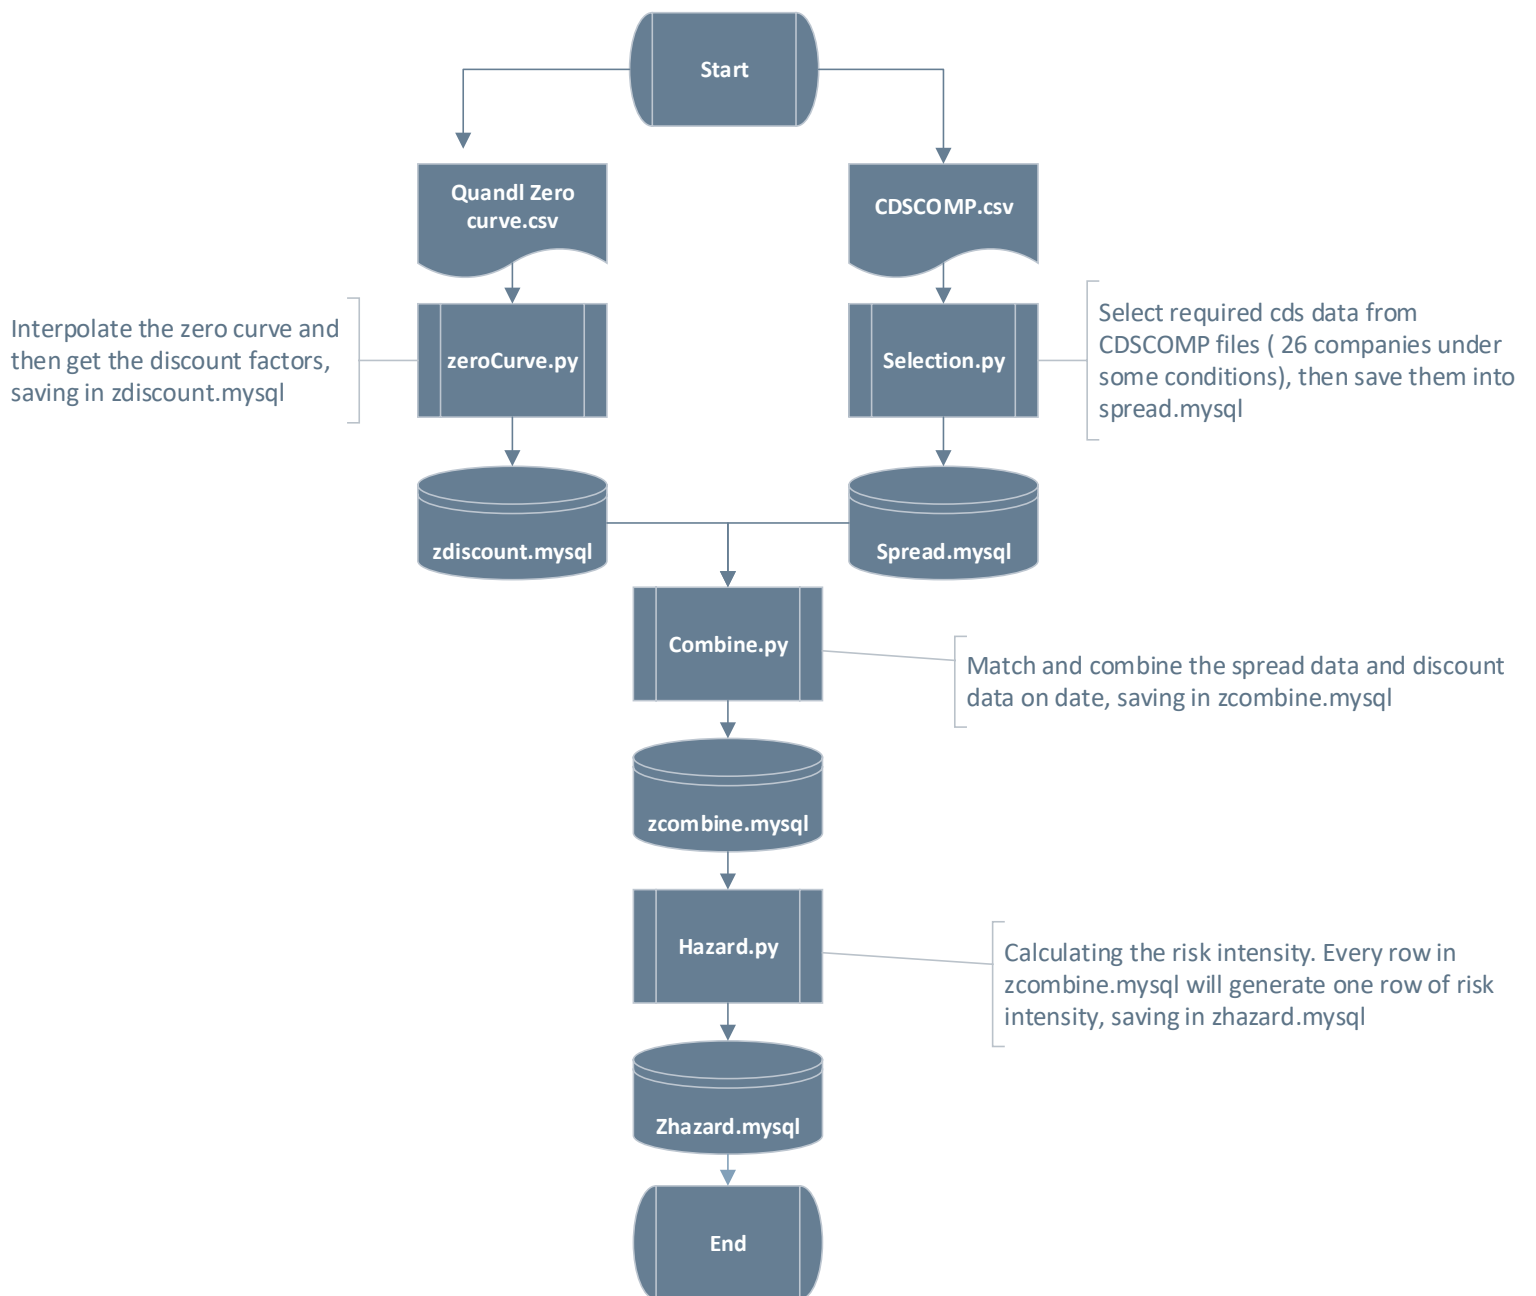 Start
Quandl Zero
curve.csv
CDSCOMP.csv
Interpolate the zero curve and
then get the discount factors,
saving in zdiscount.mysql
zeroCurve.py
Selection.py
Select required cds data from
CDSCOMP files ( 26 companies under
some conditions), then save them into
spread.mysql
zdiscount.mysql
Spread.mysql
Combine.py
Match and combine the spread data and discount
data on date, saving in zcombine.mysql
zcombine.mysql
Hazard.py
Calculating the risk intensity. Every row in
zcombine.mysql will generate one row of risk
intensity, saving in zhazard.mysql
Zhazard.mysql
End